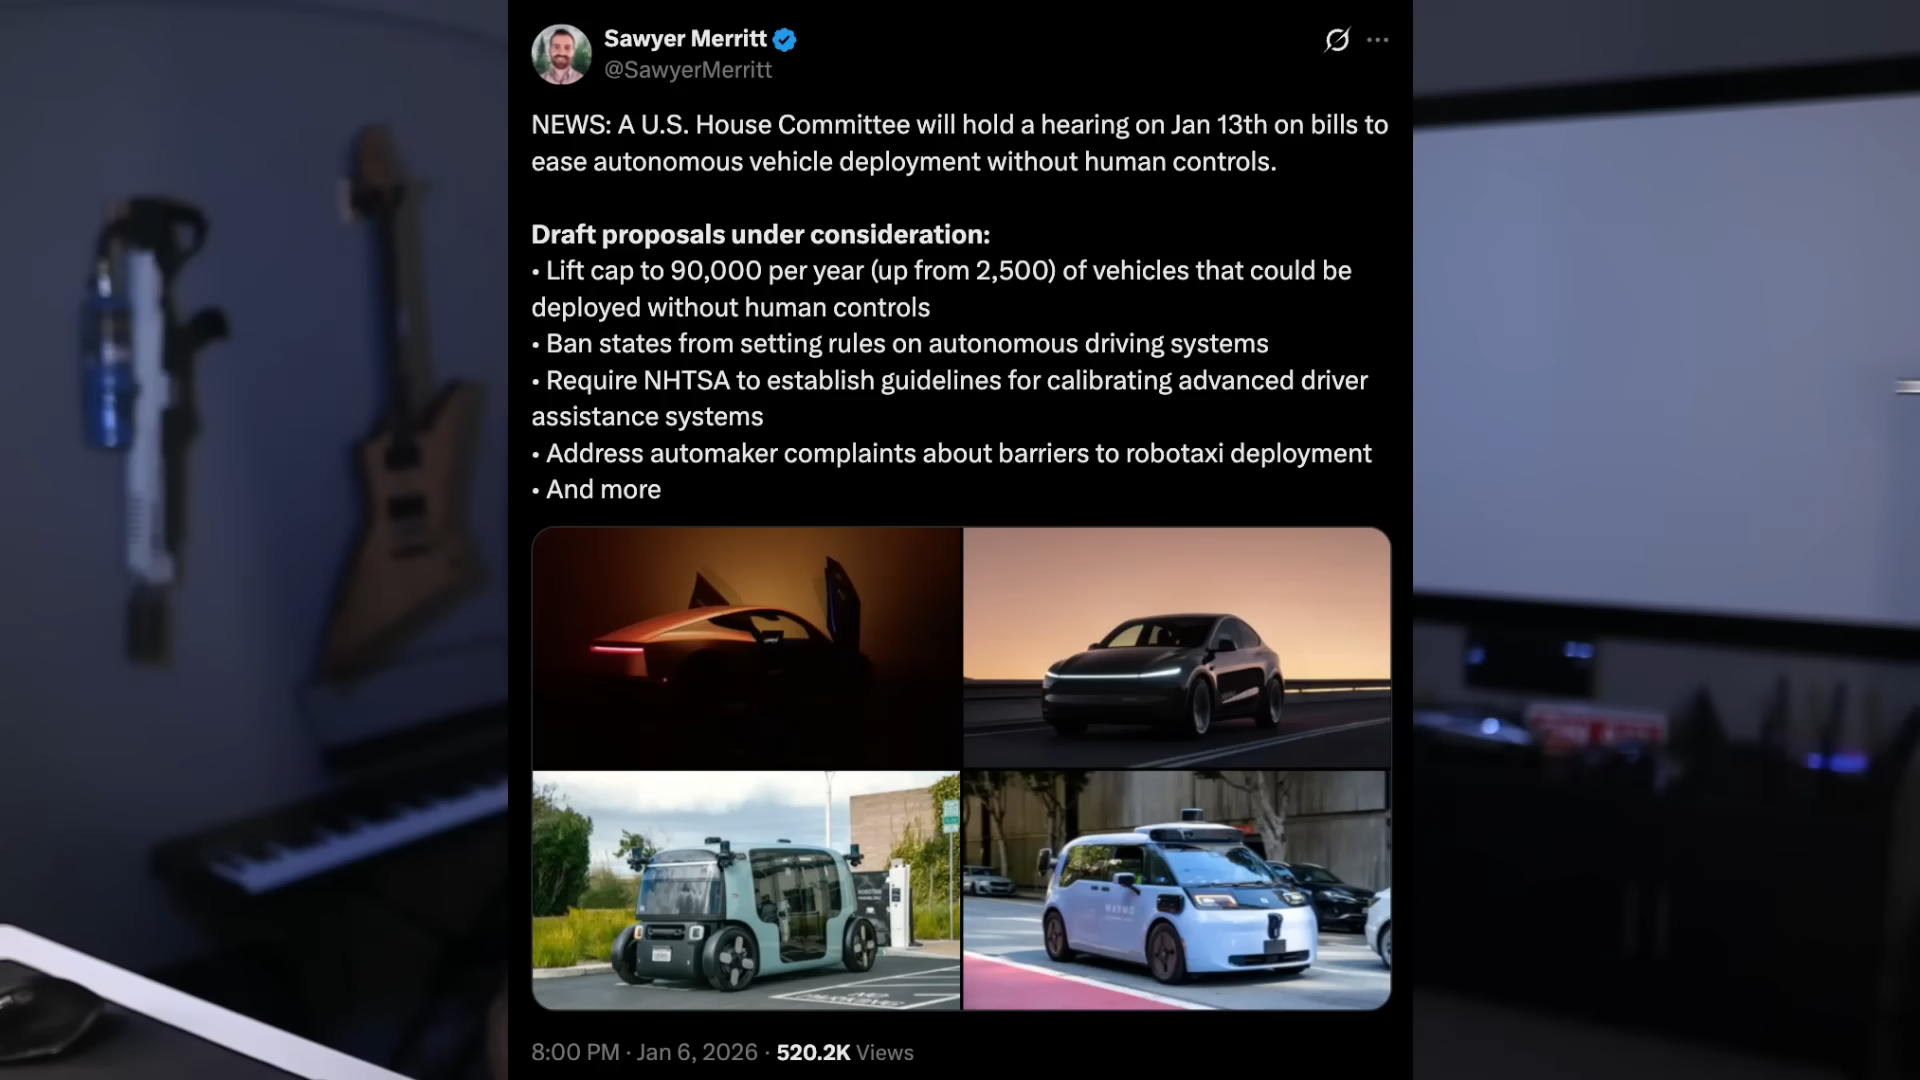 Sawyer Merritt
@SawyerMerritt
NEWS: A U.S. House Committee will hold a hearing on Jan 13th on bills to
ease autonomous vehicle deployment without human controls.
Draft proposals under consideration:
• Lift cap to 90,000 per year (up from 2,500) of vehicles that could be
deployed without human controls
• Ban states from setting rules on autonomous driving systems
• Require NHTSA to establish guidelines for calibrating advanced driver
assistance systems
• Address automaker complaints about barriers to robotaxi deployment
• And more
WAYMO
NO
PARKING
8:00 PM · Jan 6, 2026 · 520.2K Views